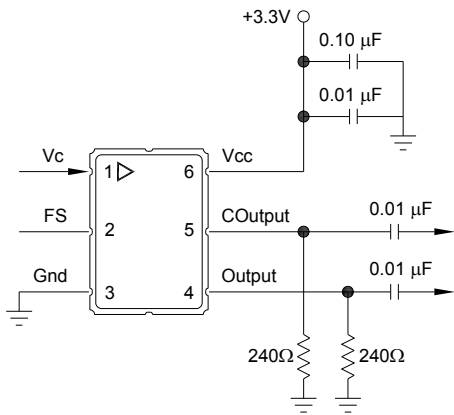 +3.3V
0.10 μF
0.01 μF
Vc
1
6
Vcc
FS
2
5
COutput
0.01 μF
Gnd
3
4
Output
0.01 μF
240Ω
240Ω